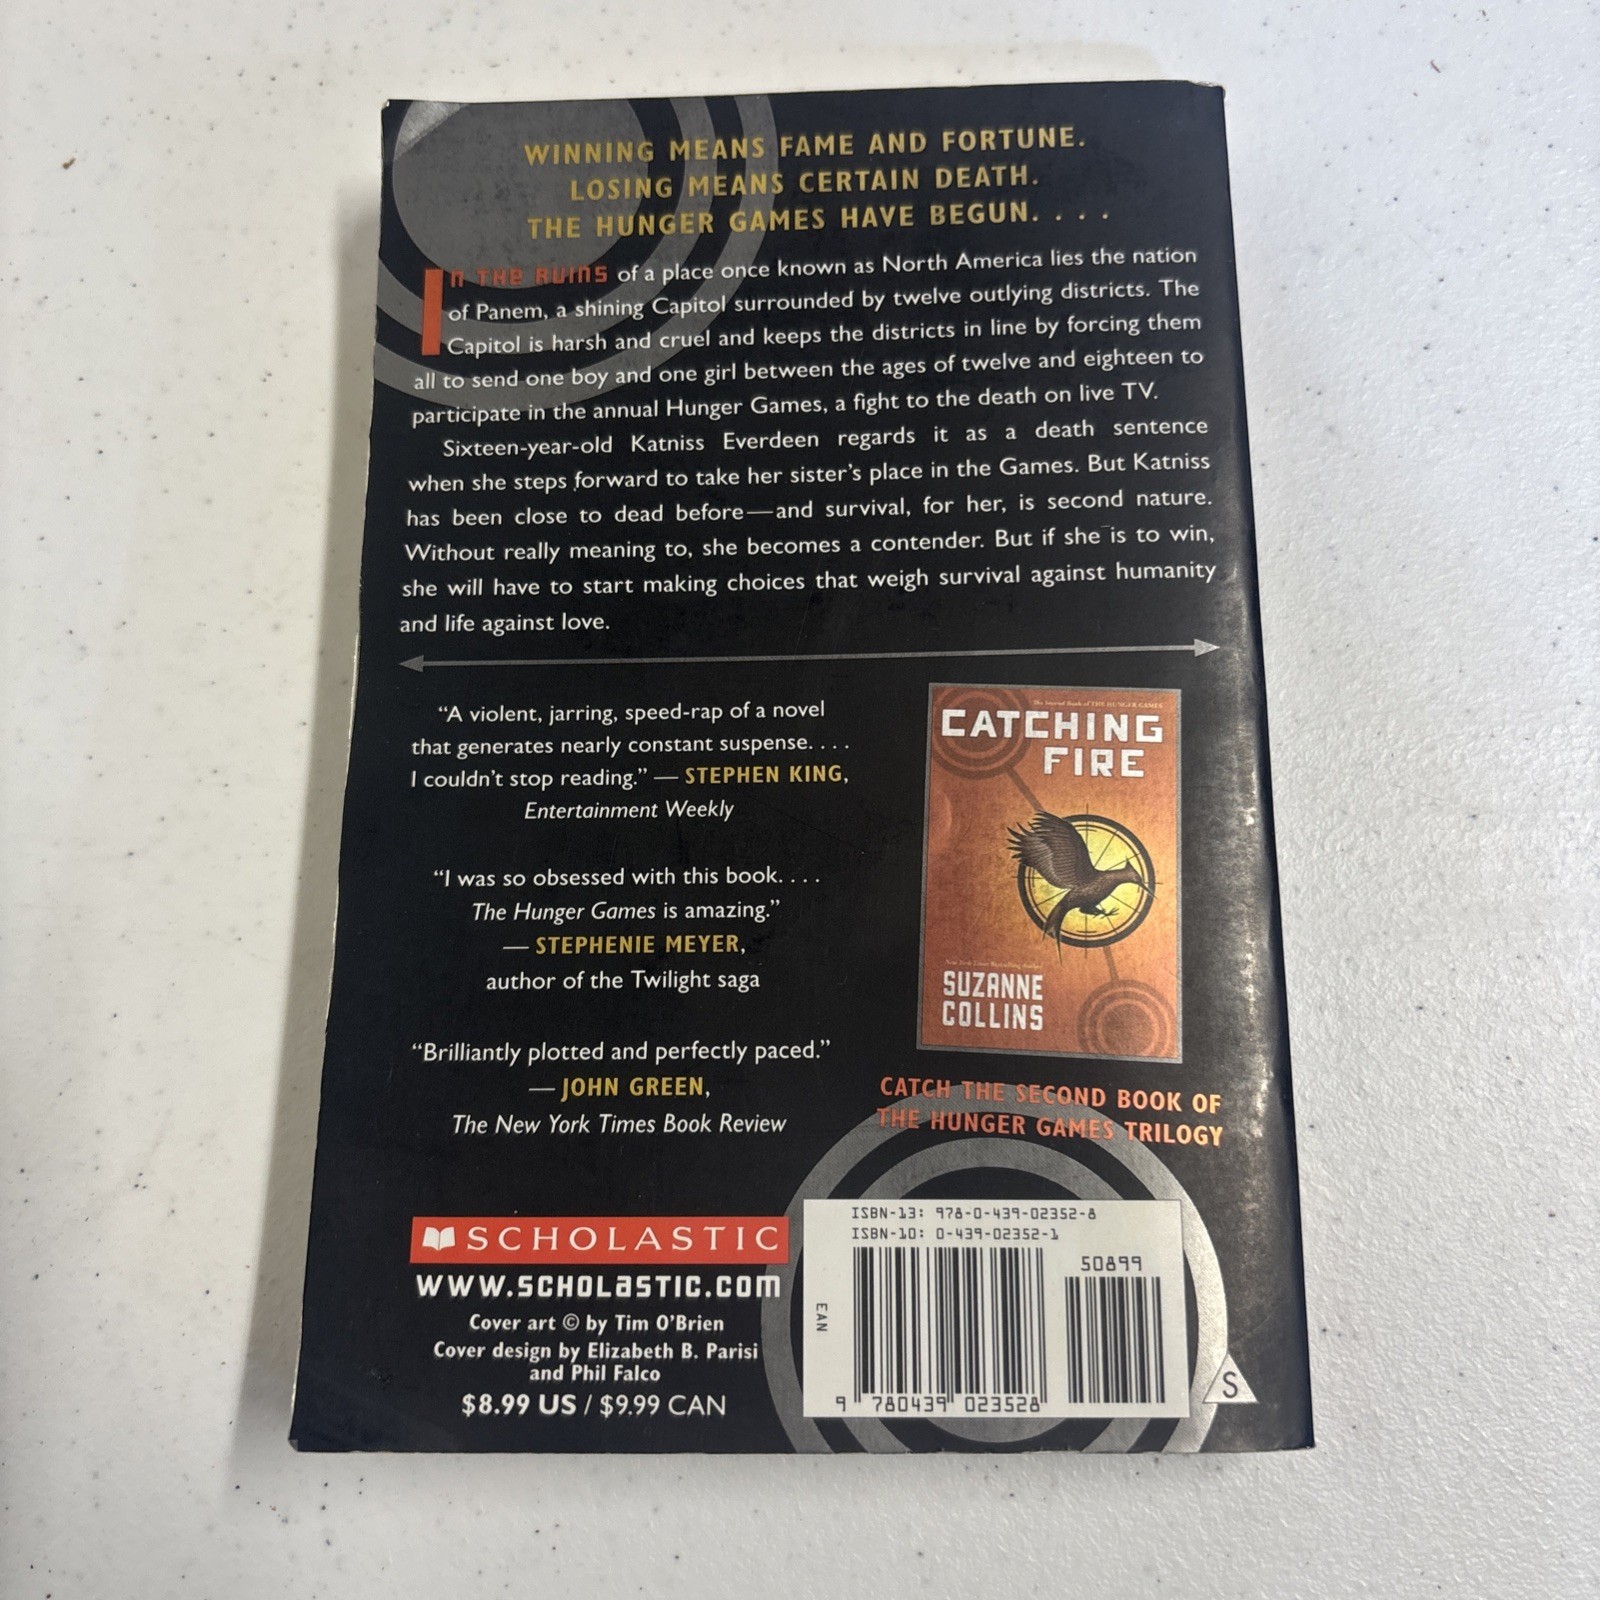 WINNING MEANS FAME AND FORTUNE.
LOSING MEANS CERTAIN DEATH.
THE HUNGER GAMES HAVE BEGUN. . . .
In THE RUINS of a place once known as North America lies the nation
of Panem, a shining Capitol surrounded by twelve outlying districts. The
Capitol is harsh and cruel and keeps the districts in line by forcing them
all to send one boy and one girl between the ages of twelve and eighteen to
participate in the annual Hunger Games, a fight to the death on live TV.
Sixteen-year-old Katniss Everdeen regards it as a death sentence
when she steps forward to take her sister's place in the Games. But Katniss
has been close to dead before—and survival, for her, is second nature.
Without really meaning to, she becomes a contender. But if she is to win,
she will have to start making choices that weigh survival against humanity
and life against love.
“A violent, jarring, speed-rap of a novel
that generates nearly constant suspense. . . .
I couldn't stop reading.” — STEPHEN KING,
Entertainment Weekly
“I was so obsessed with this book. . . .
The Hunger Games is amazing.”
— STEPHENIE MEYER,
author of the Twilight saga
“Brilliantly plotted and perfectly paced.”
— JOHN GREEN,
The New York Times Book Review
The Second Book of THE HUNGER GAMES
CATCHING
FIRE
New York Times Bestselling Author
SUZANNE
COLLINS
CATCH THE SECOND BOOK OF
THE HUNGER GAMES TRILOGY
SCHOLASTIC
www.scholastic.com
Cover art © by Tim O'Brien
Cover design by Elizabeth B. Parisi
and Phil Falco
$8.99 US / $9.99 CAN
ISBN-13: 978-0-439-02352-8
ISBN-10: 0-439-02352-1
50899
EAN
9 780439 023528
S